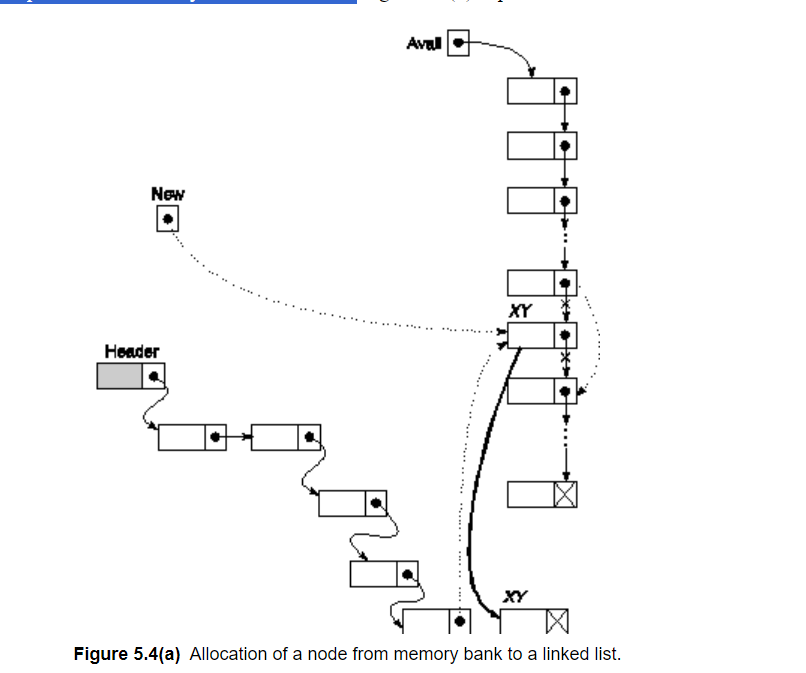 Avail
New
XY
Header
XY
Figure 5.4(a) Allocation of a node from memory bank to a linked list.